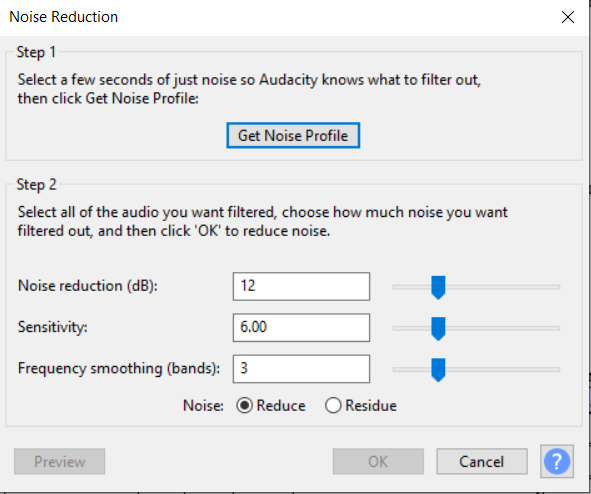 Noise Reduction
Step 1
Select a few seconds of just noise so Audacity knows what to filter out,
then click Get Noise Profile:
Get Noise Profile
Step 2
Select all of the audio you want filtered, choose how much noise you want
filtered out, and then click 'OK' to reduce noise.
Noise reduction (dB): 12
Sensitivity: 6.00
Frequency smoothing (bands): 3
Noise: Reduce Residue
Preview OK Cancel ?